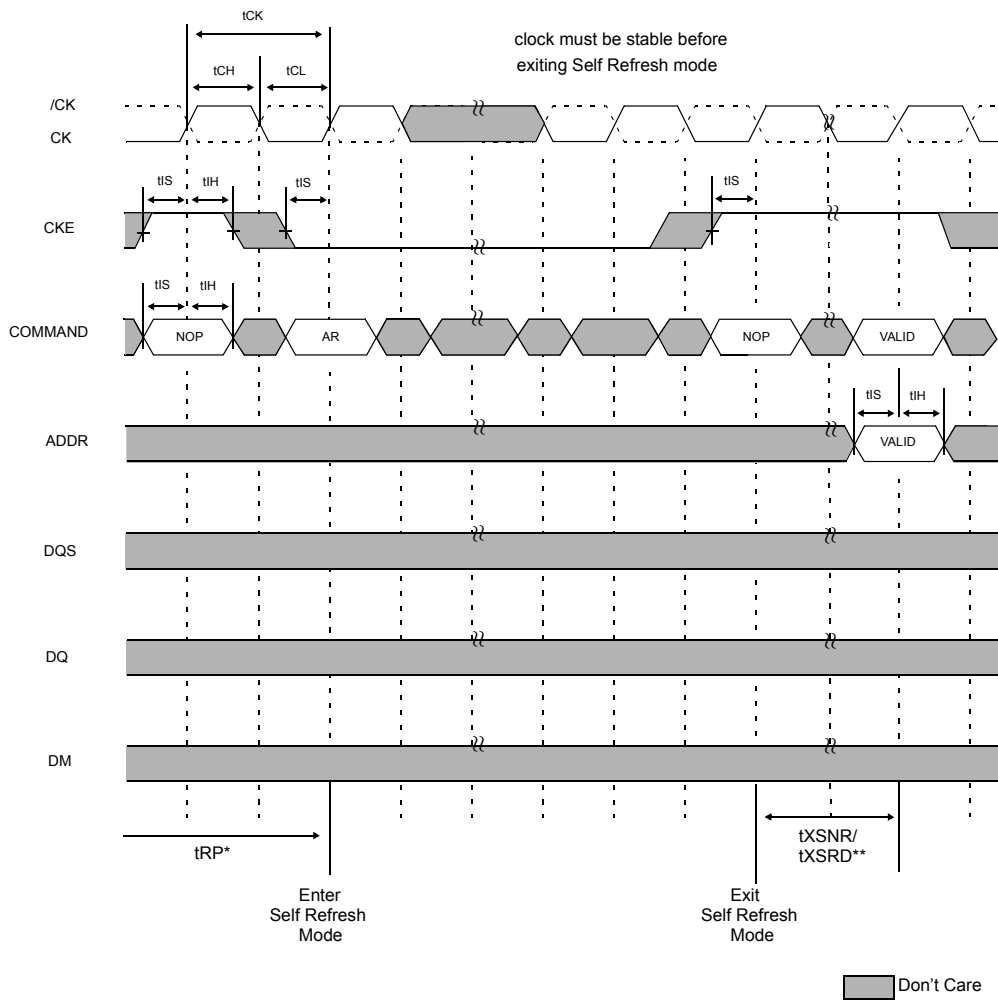 tCK
clock must be stable before
exiting Self Refresh mode
tCH
tCL
/CK
CK
tIS
tIH
tIS
tIS
CKE
tIS
tIH
COMMAND
NOP
AR
NOP
VALID
tIS
tIH
ADDR
VALID
DQS
DQ
DM
tRP*
tXSNR/
tXSRD**
Enter
Self Refresh
Mode
Exit
Self Refresh
Mode
Don't Care